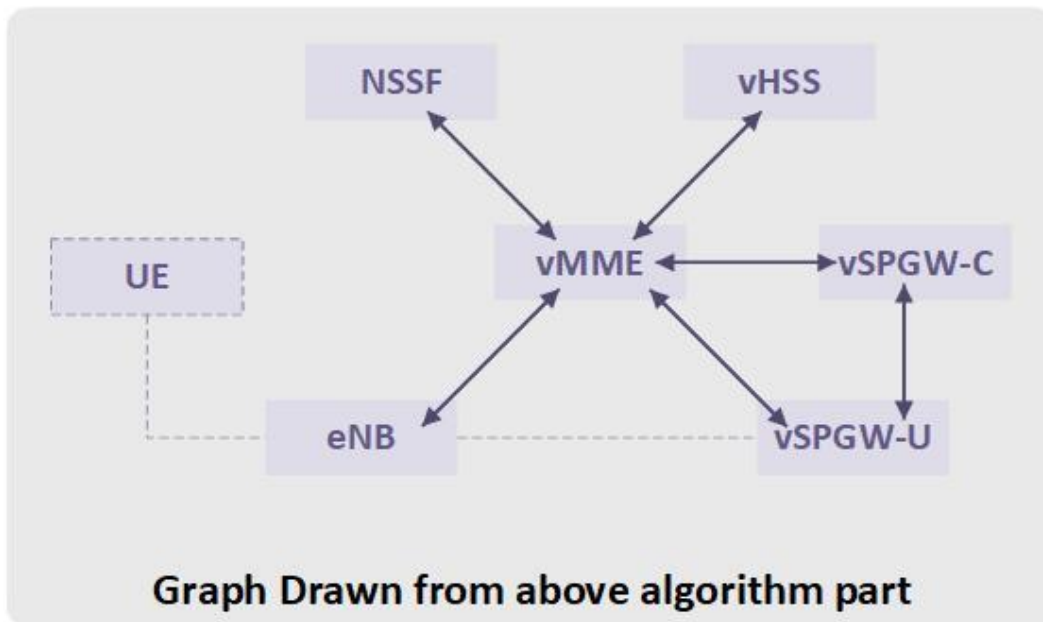 NSSF
vHSS
UE
vMME
vSPGW-C
eNB
vSPGW-U
Graph Drawn from above algorithm part